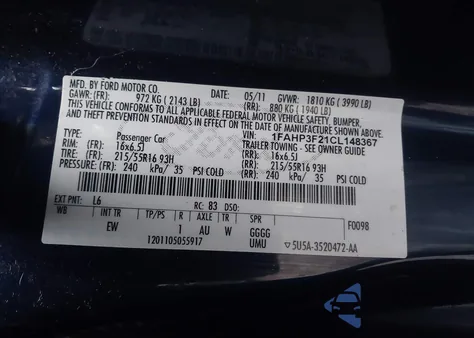 MFD. BY FORD MOTOR CO.
DATE: 05/11 GVWR: 1810 KG ( 3990 LB)
GAWR: (FR): 972 KG ( 2143 LB) (RR): 880 KG ( 1940 LB)
THIS VEHICLE CONFORMS TO ALL APPLICABLE FEDERAL MOTOR VEHICLE SAFETY, BUMPER,
AND THEFT PREVENTION STANDARDS IN EFFECT ON THE DATE OF MANUFACTURE SHOWN ABOVE.
VIN: 1FAHP3F21CL148367
TYPE: Passenger Car TRAILER TOWING - SEE OWNER GUIDE
RIM: (FR): 16x6.5J (RR): 16x6.5J
TIRES: (FR): 215/55R16 93H (RR): 215/55R16 93H
PRESSURE: (FR): 240 kPa/ 35 PSI COLD (RR): 240 kPa/ 35 PSI COLD
EXT PNT: L6 RC: 83 DSO: F0098
WB INT TR TP/PS R AXLE TR SPR
EW 1 AU W GGGG
1201105055917 UMU 5U5A-3520472-AA